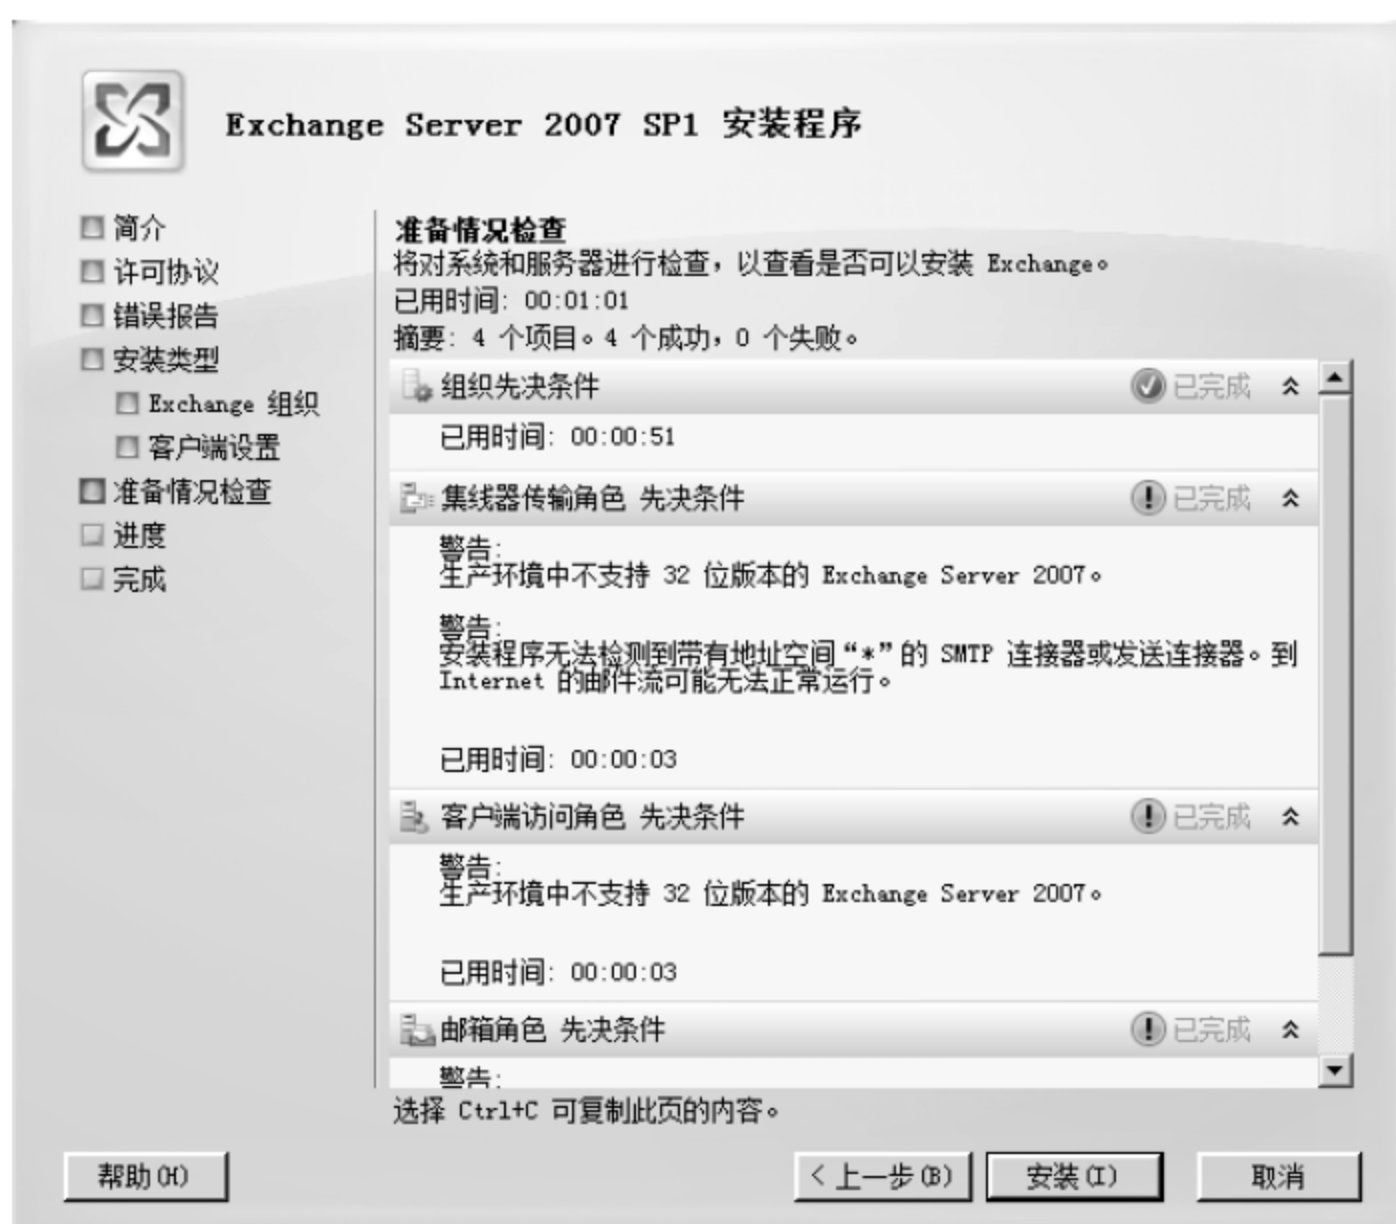 Exchange Server 2007 SP1 安装程序
简介
许可协议
错误报告
安装类型
Exchange 组织
客户端设置
准备情况检查
进度
完成
准备情况检查
将对系统和服务器进行检查，以查看是否可以安装 Exchange。
已用时间: 00:01:01
摘要: 4 个项目。4 个成功，0 个失败。
组织先决条件 已完成
已用时间: 00:00:51
集线器传输角色 先决条件 已完成
警告:
生产环境中不支持 32 位版本的 Exchange Server 2007。
警告:
安装程序无法检测到带有地址空间“*”的 SMTP 连接器或发送连接器。到
Internet 的邮件流可能无法正常运行。
已用时间: 00:00:03
客户端访问角色 先决条件 已完成
警告:
生产环境中不支持 32 位版本的 Exchange Server 2007。
已用时间: 00:00:03
邮箱角色 先决条件 已完成
警告:
选择 Ctrl+C 可复制此页的内容。
帮助(H) <上一步(B) 安装(I) 取消